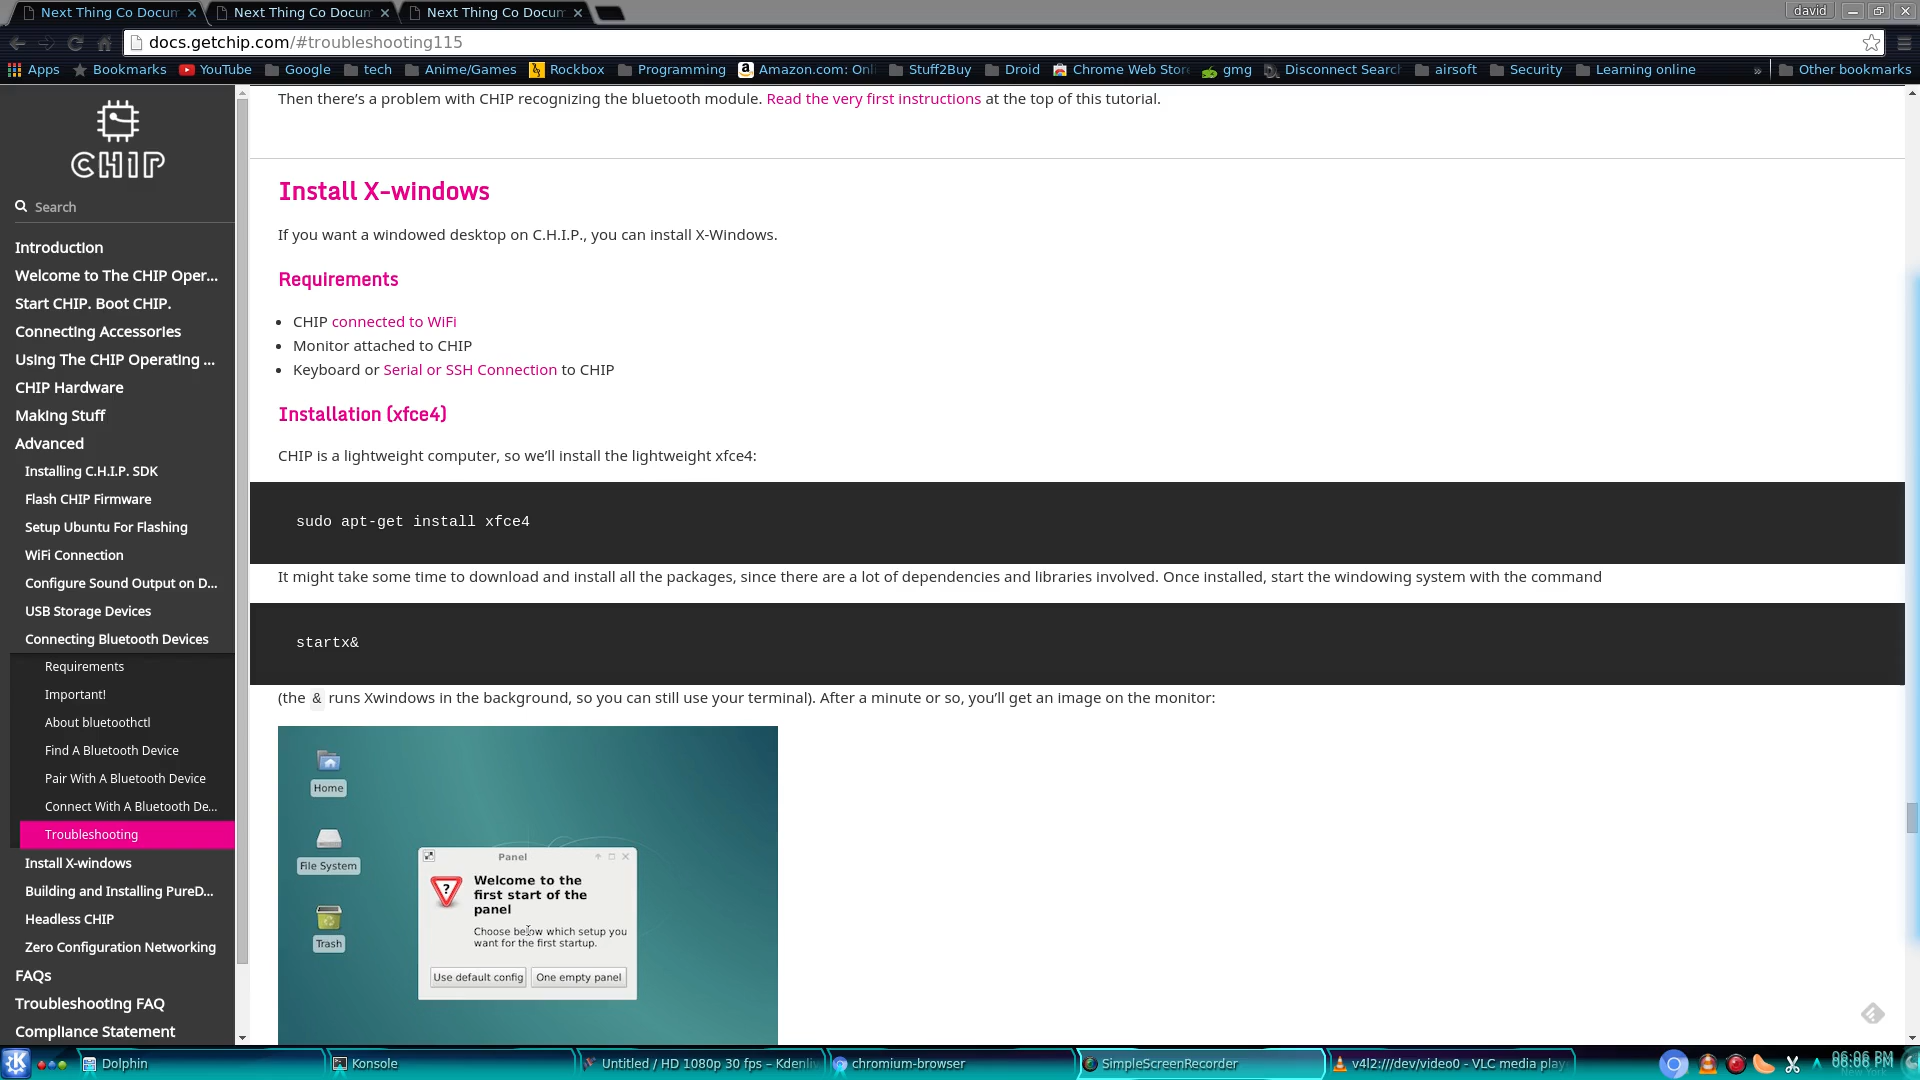 Next Thing Co Docum
Next Thing Co Docum
Next Thing Co Docum
david
docs.getchip.com/#troubleshooting115
Apps
Bookmarks
YouTube
Google
tech
Anime/Games
Rockbox
Programming
Amazon.com: Onl
Stuff2Buy
Droid
Chrome Web Store
gmg
Disconnect Search
airsoft
Security
Learning online
»
Other bookmarks
CHIP
Search
Introduction
Welcome to The CHIP Oper...
Start CHIP. Boot CHIP.
Connecting Accessories
Using The CHIP Operating ...
CHIP Hardware
Making Stuff
Advanced
Installing C.H.I.P. SDK
Flash CHIP Firmware
Setup Ubuntu For Flashing
WiFi Connection
Configure Sound Output on D...
USB Storage Devices
Connecting Bluetooth Devices
Requirements
Important!
About bluetoothctl
Find A Bluetooth Device
Pair With A Bluetooth Device
Connect With A Bluetooth De...
Troubleshooting
Install X-windows
Building and Installing PureD...
Headless CHIP
Zero Configuration Networking
FAQs
Troubleshooting FAQ
Compliance Statement
Then there's a problem with CHIP recognizing the bluetooth module. Read the very first instructions at the top of this tutorial.
Install X-windows
If you want a windowed desktop on C.H.I.P., you can install X-Windows.
Requirements
• CHIP connected to WiFi
• Monitor attached to CHIP
• Keyboard or Serial or SSH Connection to CHIP
Installation (xfce4)
CHIP is a lightweight computer, so we'll install the lightweight xfce4:
sudo apt-get install xfce4
It might take some time to download and install all the packages, since there are a lot of dependencies and libraries involved. Once installed, start the windowing system with the command
startx&
(the & runs Xwindows in the background, so you can still use your terminal). After a minute or so, you'll get an image on the monitor:
Home
File System
Trash
Panel
Welcome to the
first start of the
panel
Choose below which setup you
want for the first startup.
Use default config
One empty panel
Dolphin
Konsole
Untitled / HD 1080p 30 fps – Kdenliv
chromium-browser
SimpleScreenRecorder
v4l2:///dev/video0 - VLC media play
06:06 PM
New York